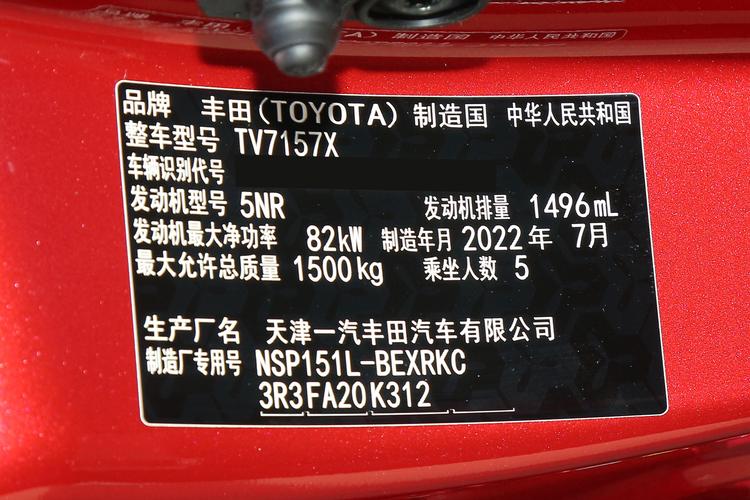 品牌 丰田(TOYOTA) 制造国 中华人民共和国
整车型号 TV7157X
车辆识别代号
发动机型号 5NR 发动机排量 1496mL
发动机最大净功率 82kW 制造年月 2022年 7月
最大允许总质量 1500kg 乘坐人数 5
生产厂名 天津一汽丰田汽车有限公司
制造厂专用号 NSP151L-BEXRKC
3R3FA20K312